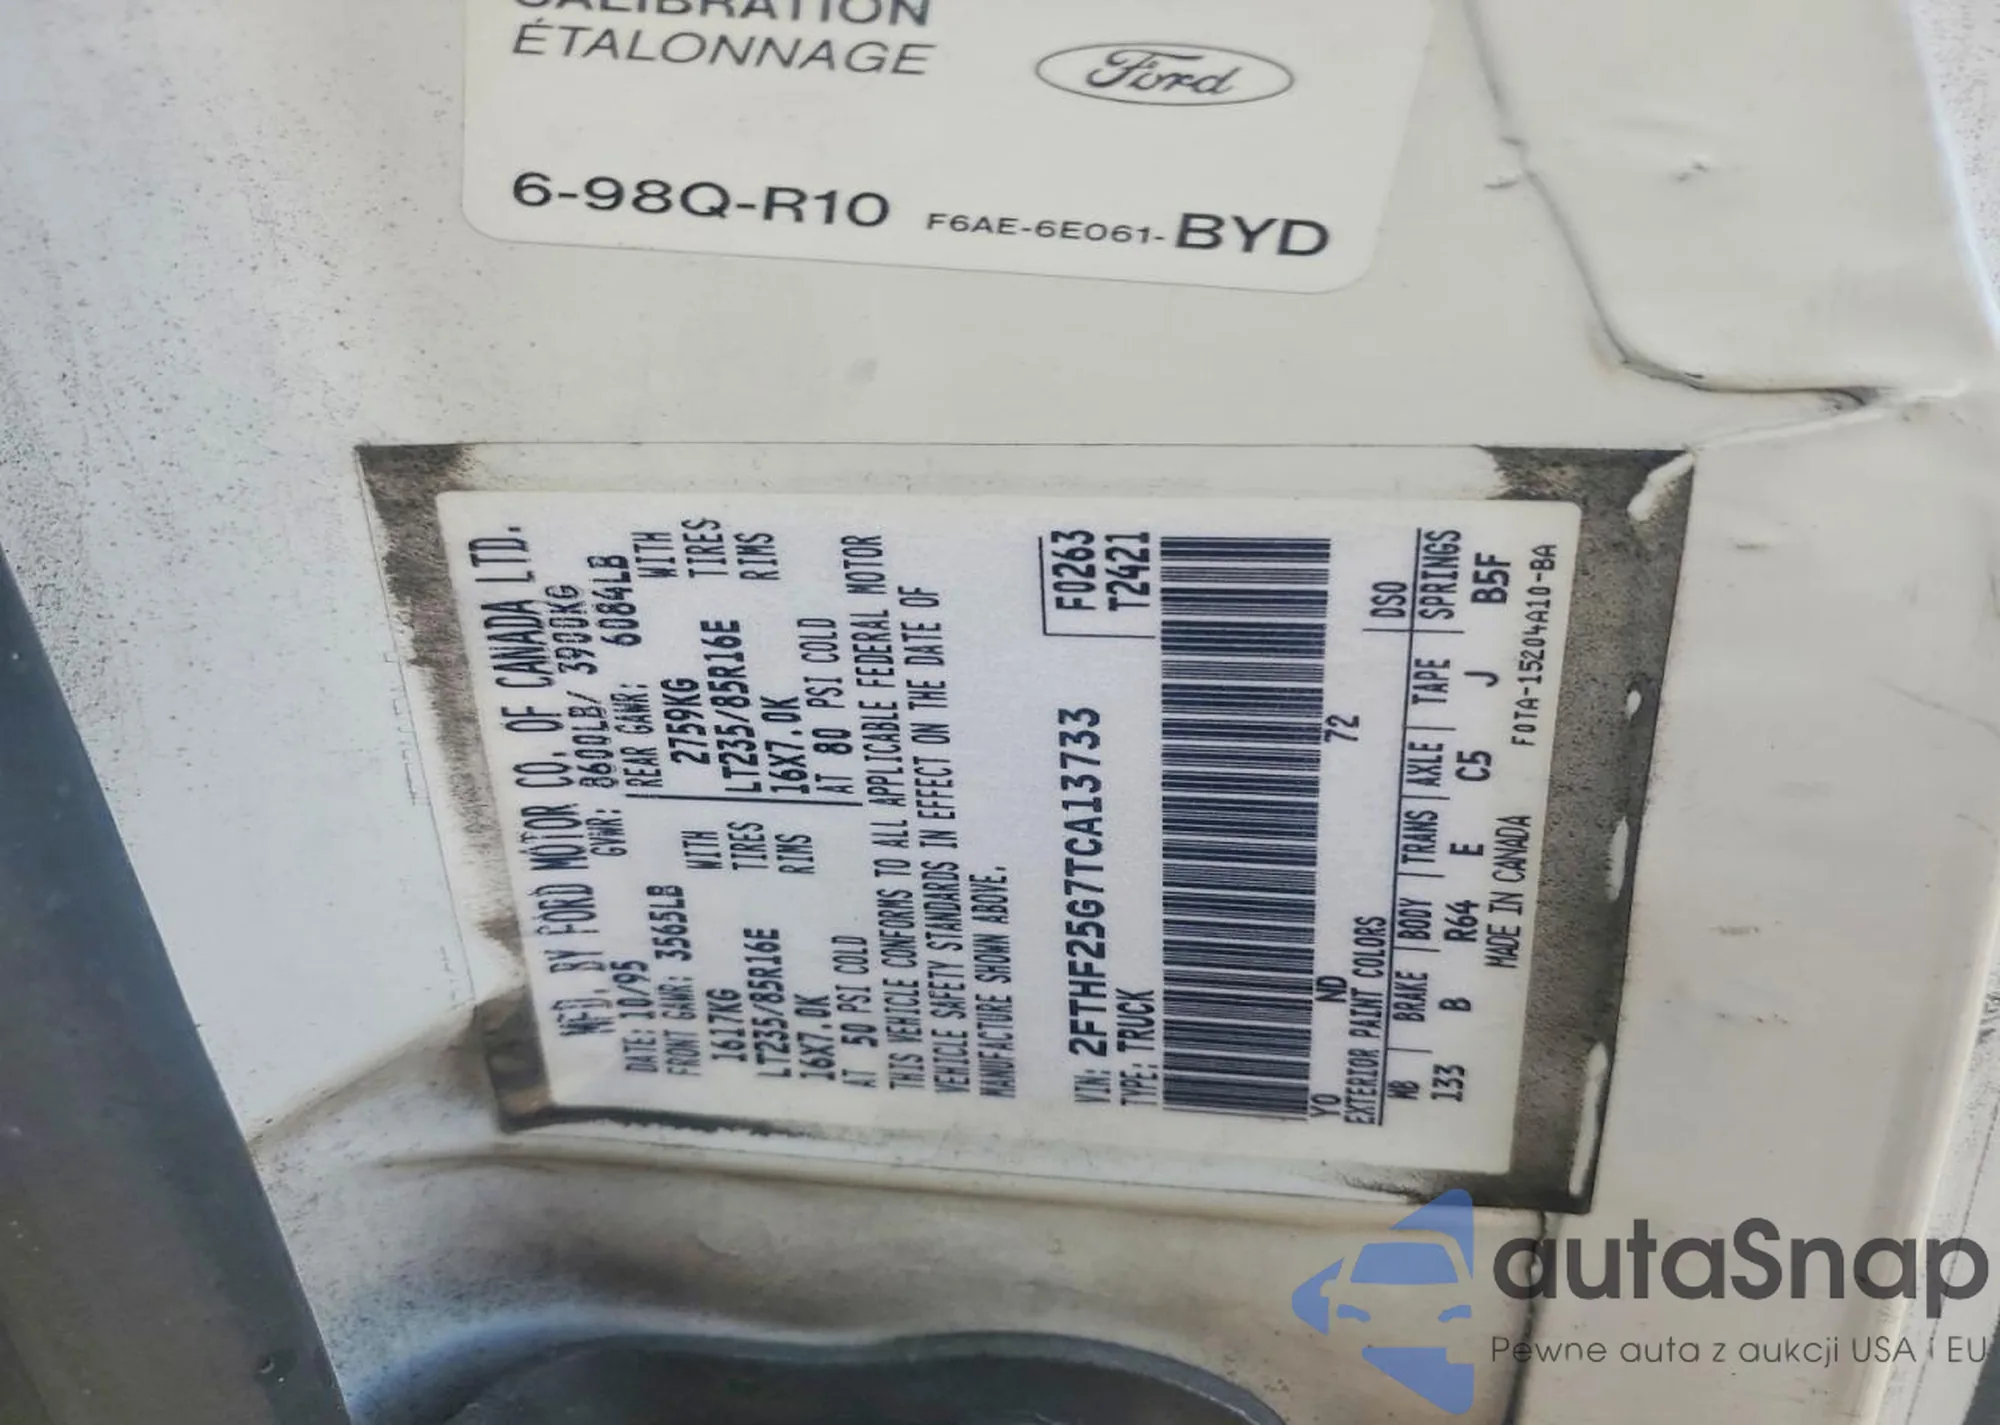 CALIBRATION
ÉTALONNAGE
Ford
6-98Q-R10 F6AE-6E061-BYD
MFD. BY FORD MOTOR CO. OF CANADA LTD.
DATE: 10/95 GVWR: 8600LB/ 3900KG
FRONT GAWR: 3565LB REAR GAWR: 6084LB
1617KG WITH 2759KG WITH
LT235/85R16E TIRES LT235/85R16E TIRES
16X7.0K RIMS 16X7.0K RIMS
AT 50 PSI COLD AT 80 PSI COLD
THIS VEHICLE CONFORMS TO ALL APPLICABLE FEDERAL MOTOR
VEHICLE SAFETY STANDARDS IN EFFECT ON THE DATE OF
MANUFACTURE SHOWN ABOVE.
F0263
VIN: 2FTHF25G7TCA13733 T2421
TYPE: TRUCK
YO ND 72
EXTERIOR PAINT COLORS DSO
WB BRAKE BODY TRANS AXLE TAPE SPRINGS
133 B R64 E C5 J B5F
MADE IN CANADA F0TA-15204A10-BA
autaSnap
Pewne auta z aukcji USA i EU